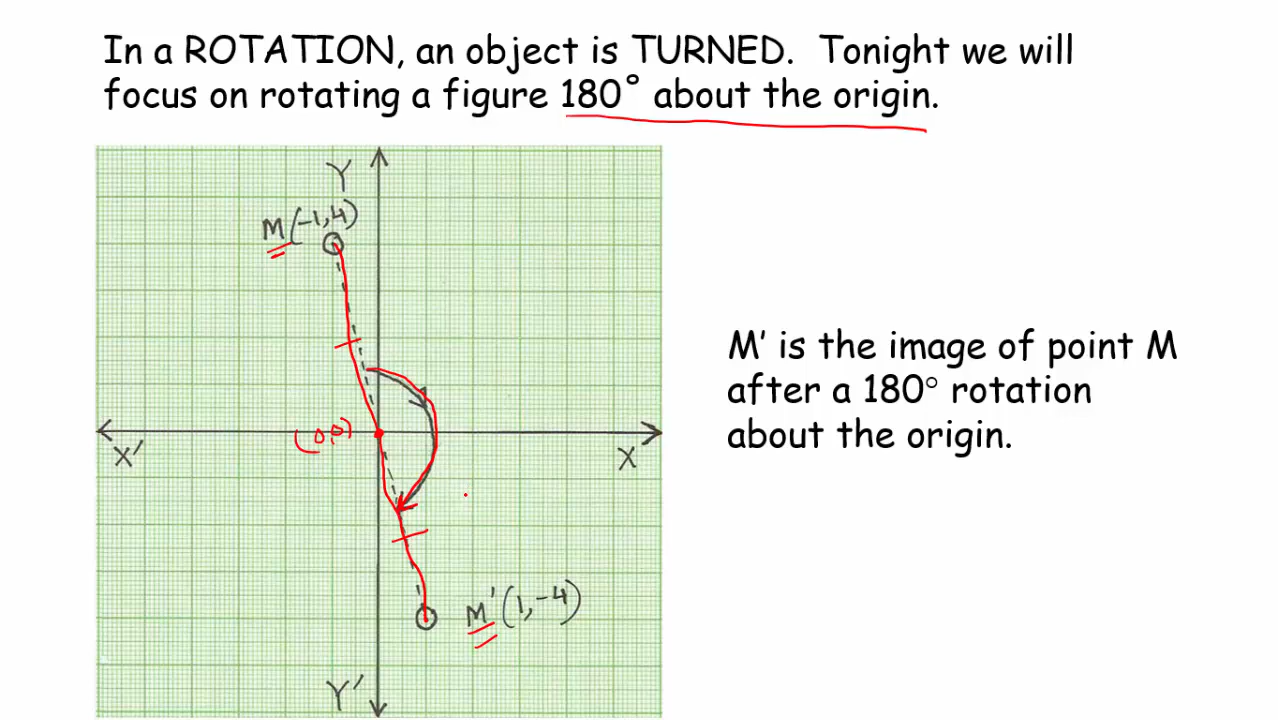 In a ROTATION, an object is TURNED. Tonight we will
focus on rotating a figure 180˚ about the origin.
Y
M(-1,4)
M' is the image of point M
after a 180° rotation
about the origin.
(0,0)
X'
X
M'(1,-4)
Y'